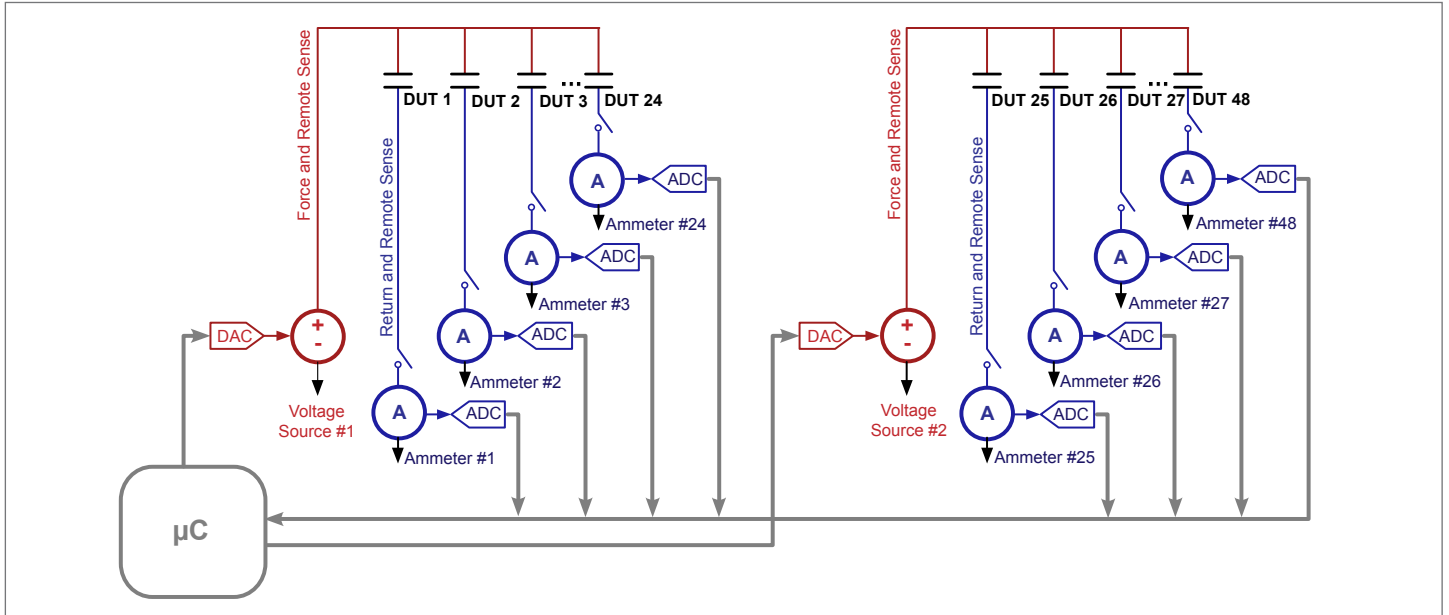 Force and Remote Sense
DUT 1
DUT 2
DUT 3
...
DUT 24
Return and Remote Sense
A
ADC
Ammeter #24
A
ADC
Ammeter #3
A
ADC
Ammeter #2
A
ADC
Ammeter #1
DAC
+
-
Voltage
Source #1
Force and Remote Sense
DUT 25
DUT 26
DUT 27
...
DUT 48
Return and Remote Sense
A
ADC
Ammeter #48
A
ADC
Ammeter #27
A
ADC
Ammeter #26
A
ADC
Ammeter #25
DAC
+
-
Voltage
Source #2
µC